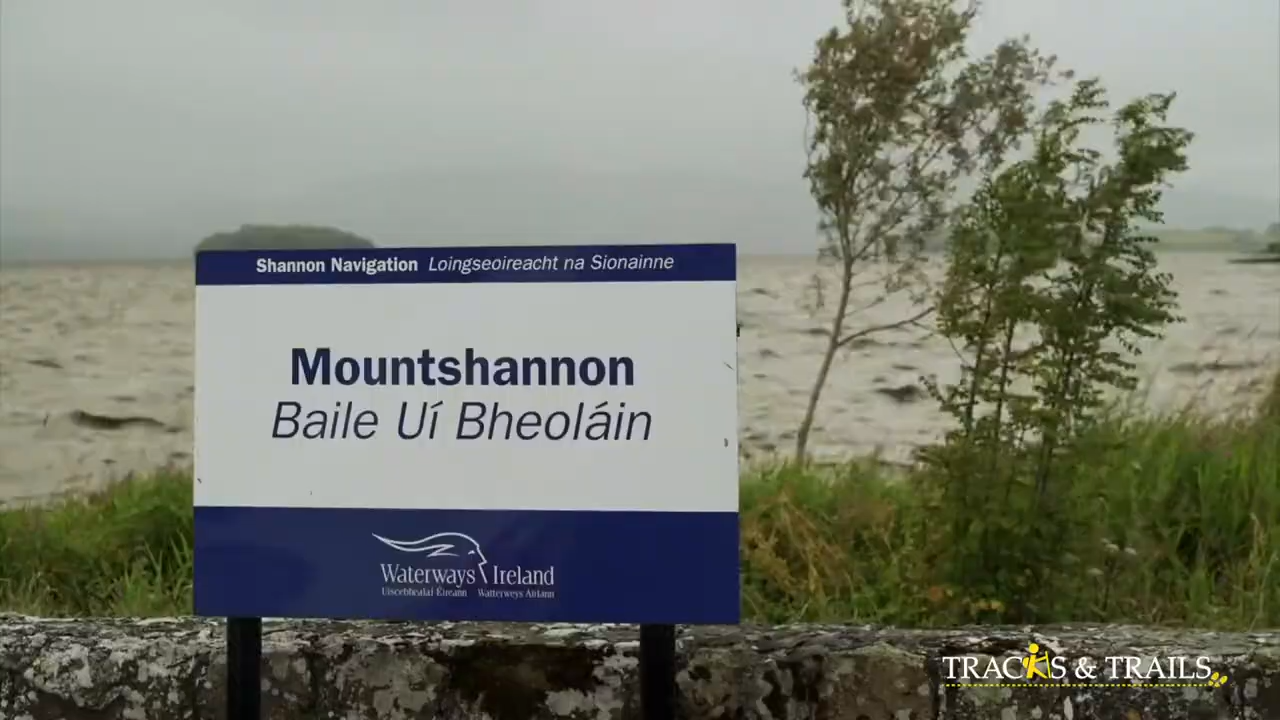 Shannon Navigation Loingseoireacht na Sionainne
Mountshannon
Baile Uí Bheoláin
Waterways Ireland
Uiscebhealaí Éireann Watterweys Airlann
TRACKS & TRAILS